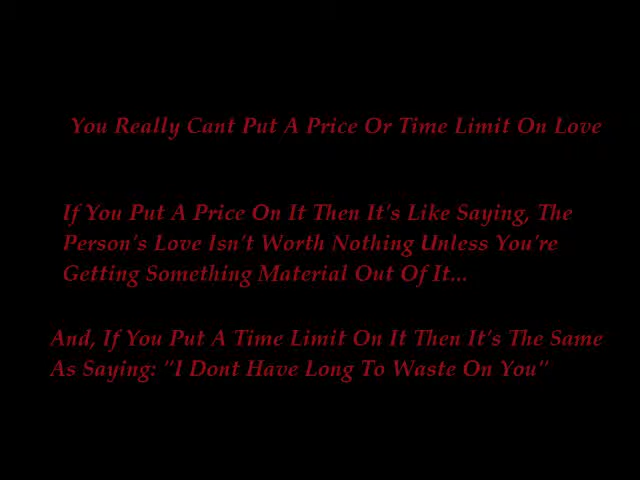 You Really Cant Put A Price Or Time Limit On Love
If You Put A Price On It Then It's Like Saying, The
Person's Love Isn't Worth Nothing Unless You're
Getting Something Material Out Of It...
And, If You Put A Time Limit On It Then It's The Same
As Saying: "I Dont Have Long To Waste On You"